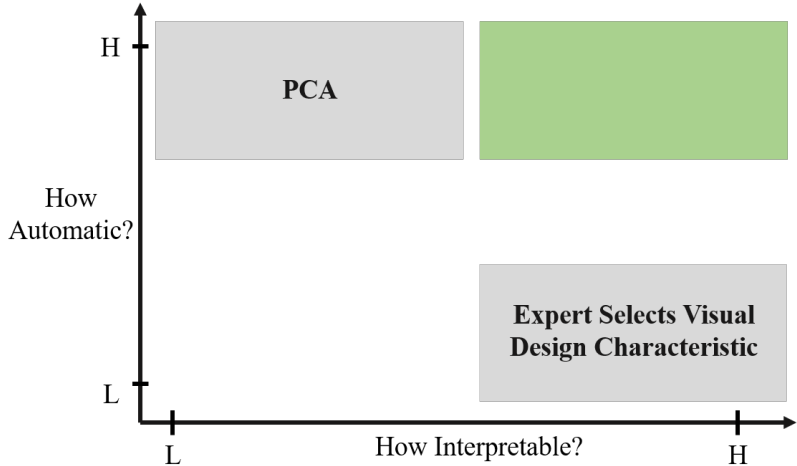 H
PCA
How
Automatic?
Expert Selects Visual
Design Characteristic
L
How Interpretable?
L
H